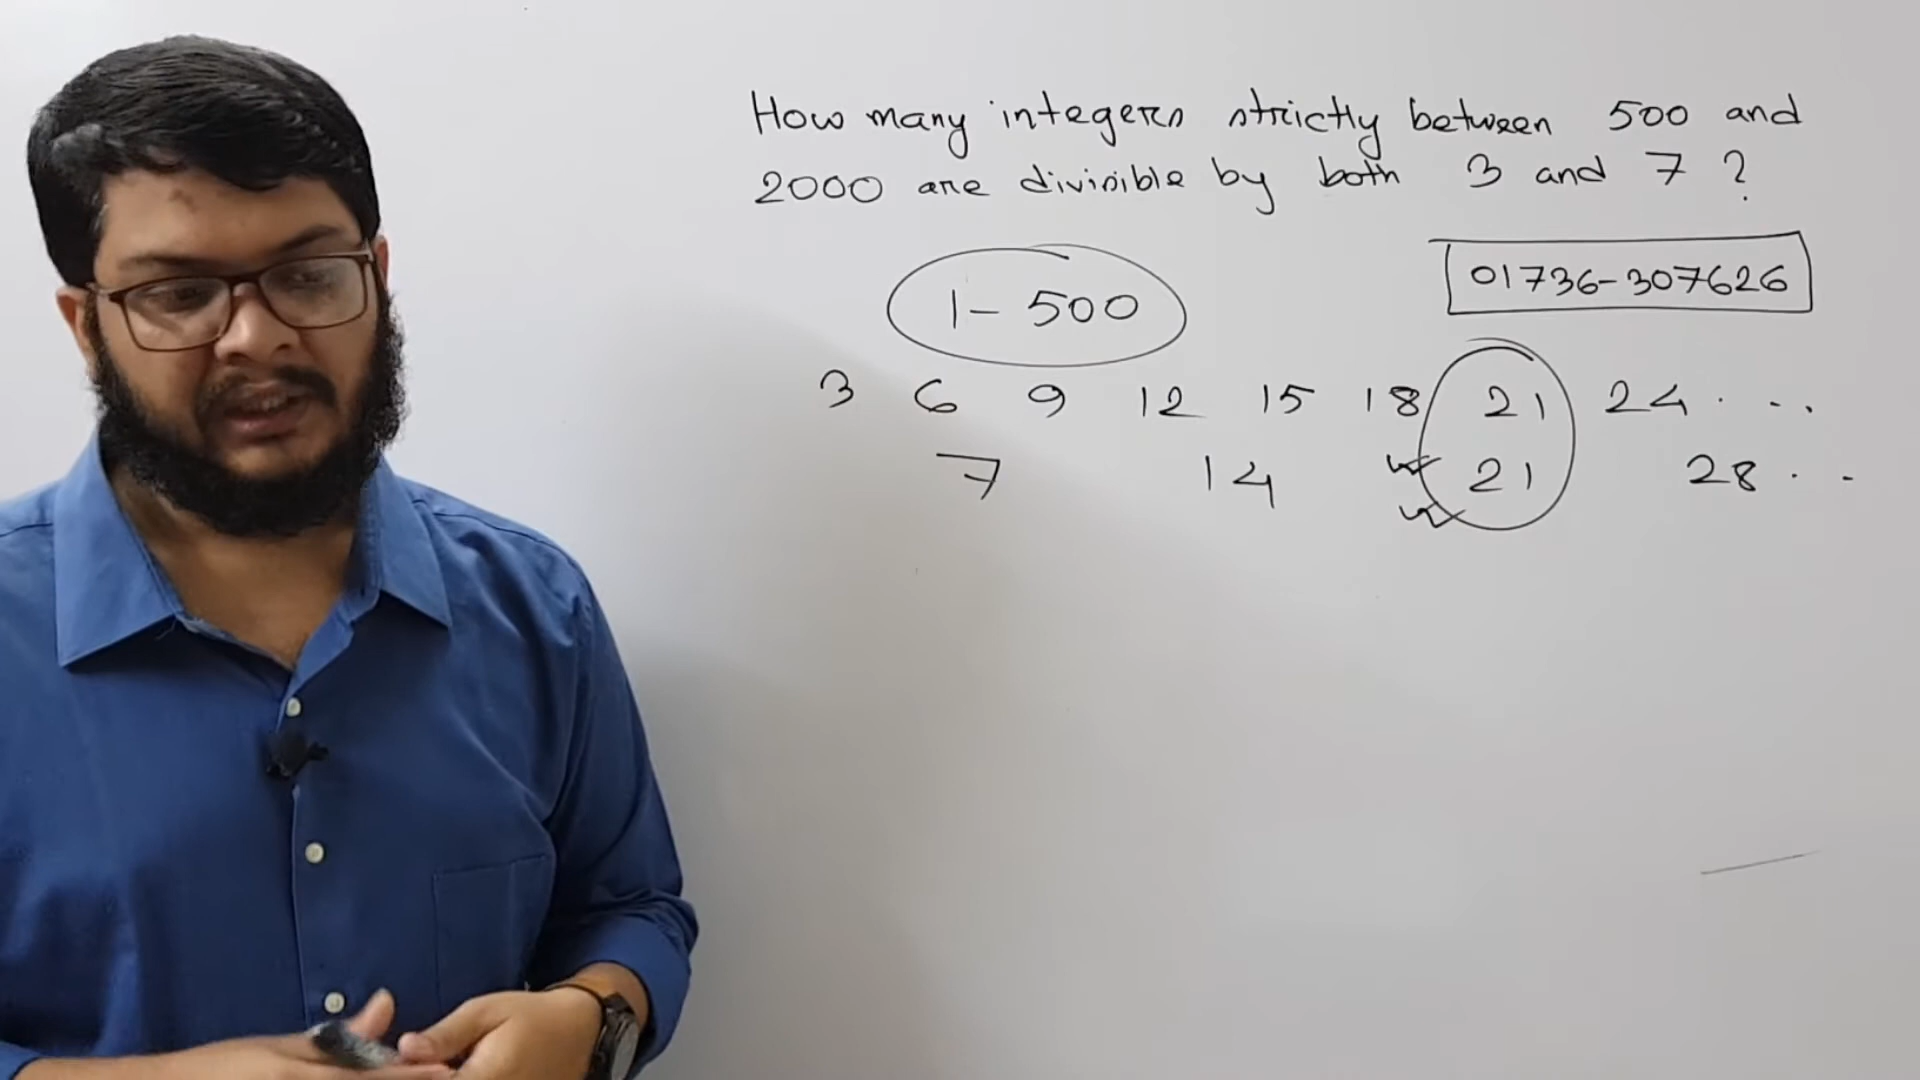 How many integers strictly between 500 and
2000 are divisible by both 3 and 7 ?
1 - 500
01736-307626
3 6 9 12 15 18 21 24 . . .
7 14 21 28 . .